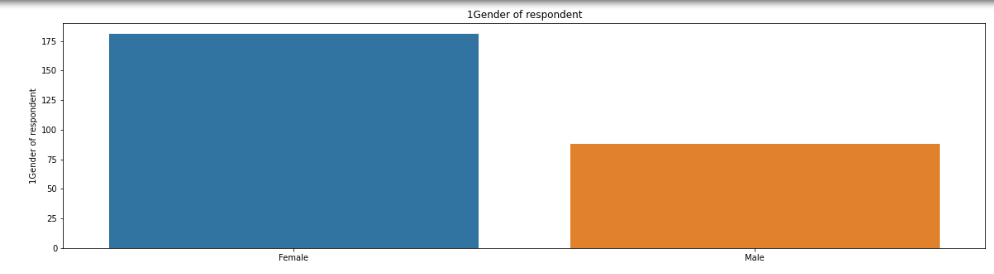 1Gender of respondent
1Gender of respondent
175
150
125
100
75
50
25
0
Female
Male